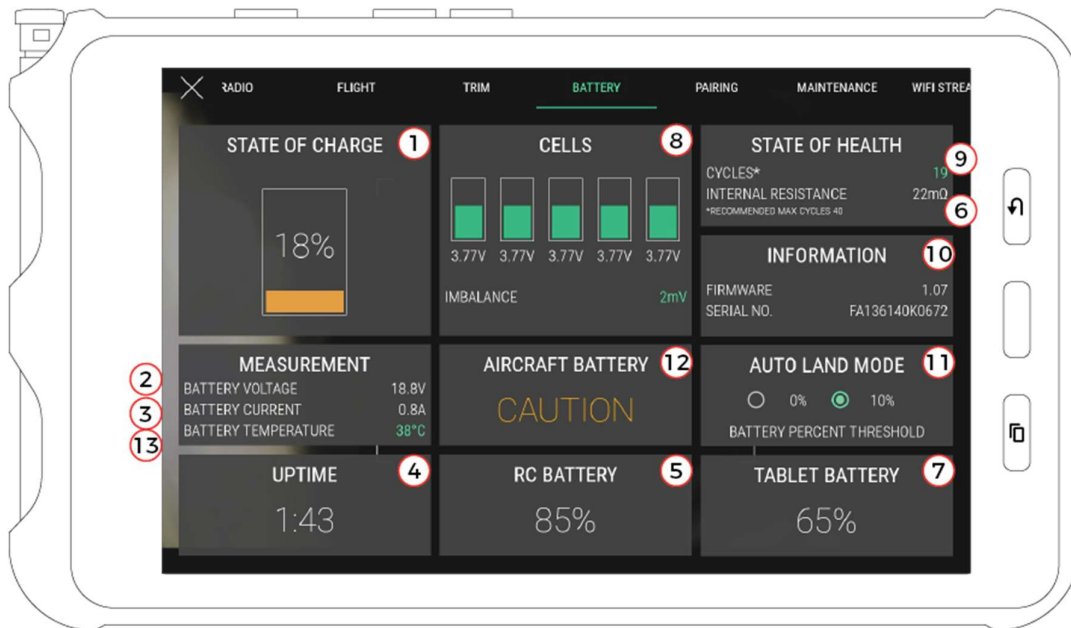 RADIO FLIGHT TRIM BATTERY PAIRING MAINTENANCE WIFI STREA
STATE OF CHARGE 1
18%
CELLS 8
3.77V 3.77V 3.77V 3.77V 3.77V
IMBALANCE 2mV
STATE OF HEALTH 9
CYCLES* 19
INTERNAL RESISTANCE 22mΩ
*RECOMMENDED MAX CYCLES 40 6
INFORMATION 10
FIRMWARE 1.07
SERIAL NO. FA136140K0672
MEASUREMENT
2 BATTERY VOLTAGE 18.8V
3 BATTERY CURRENT 0.8A
13 BATTERY TEMPERATURE 38°C
AIRCRAFT BATTERY 12
CAUTION
AUTO LAND MODE 11
0% 10%
BATTERY PERCENT THRESHOLD
UPTIME 4
1:43
RC BATTERY 5
85%
TABLET BATTERY 7
65%